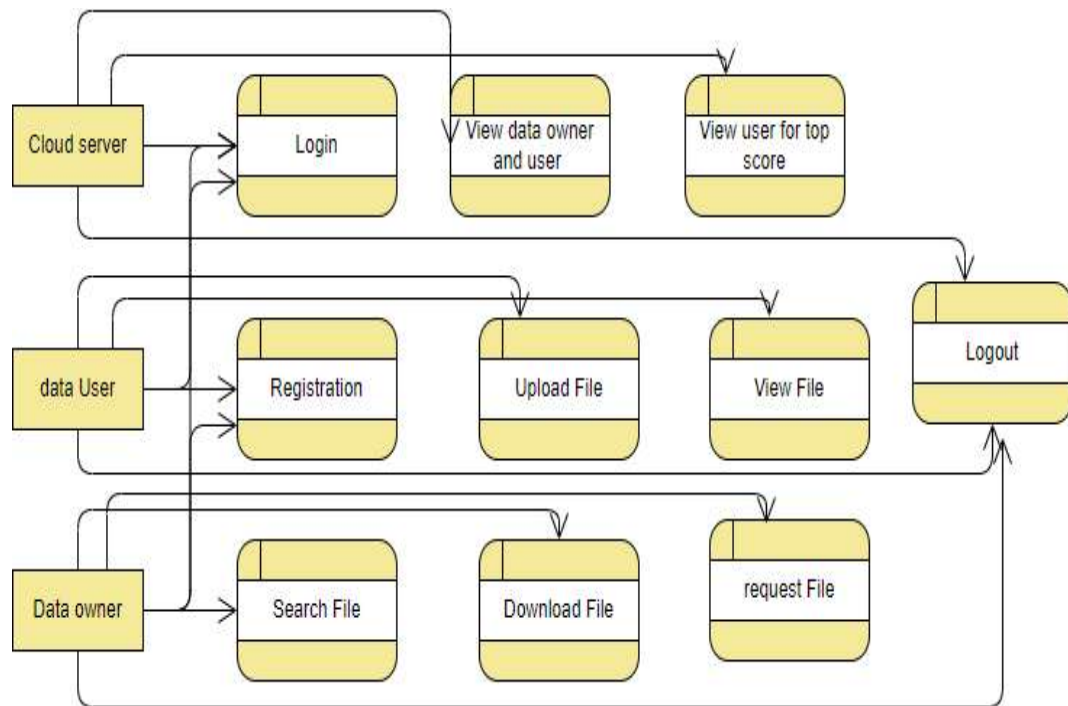 Cloud server
Login
View data owner
and user
View user for top
score
data User
Registration
Upload File
View File
Logout
Data owner
Search File
Download File
request File